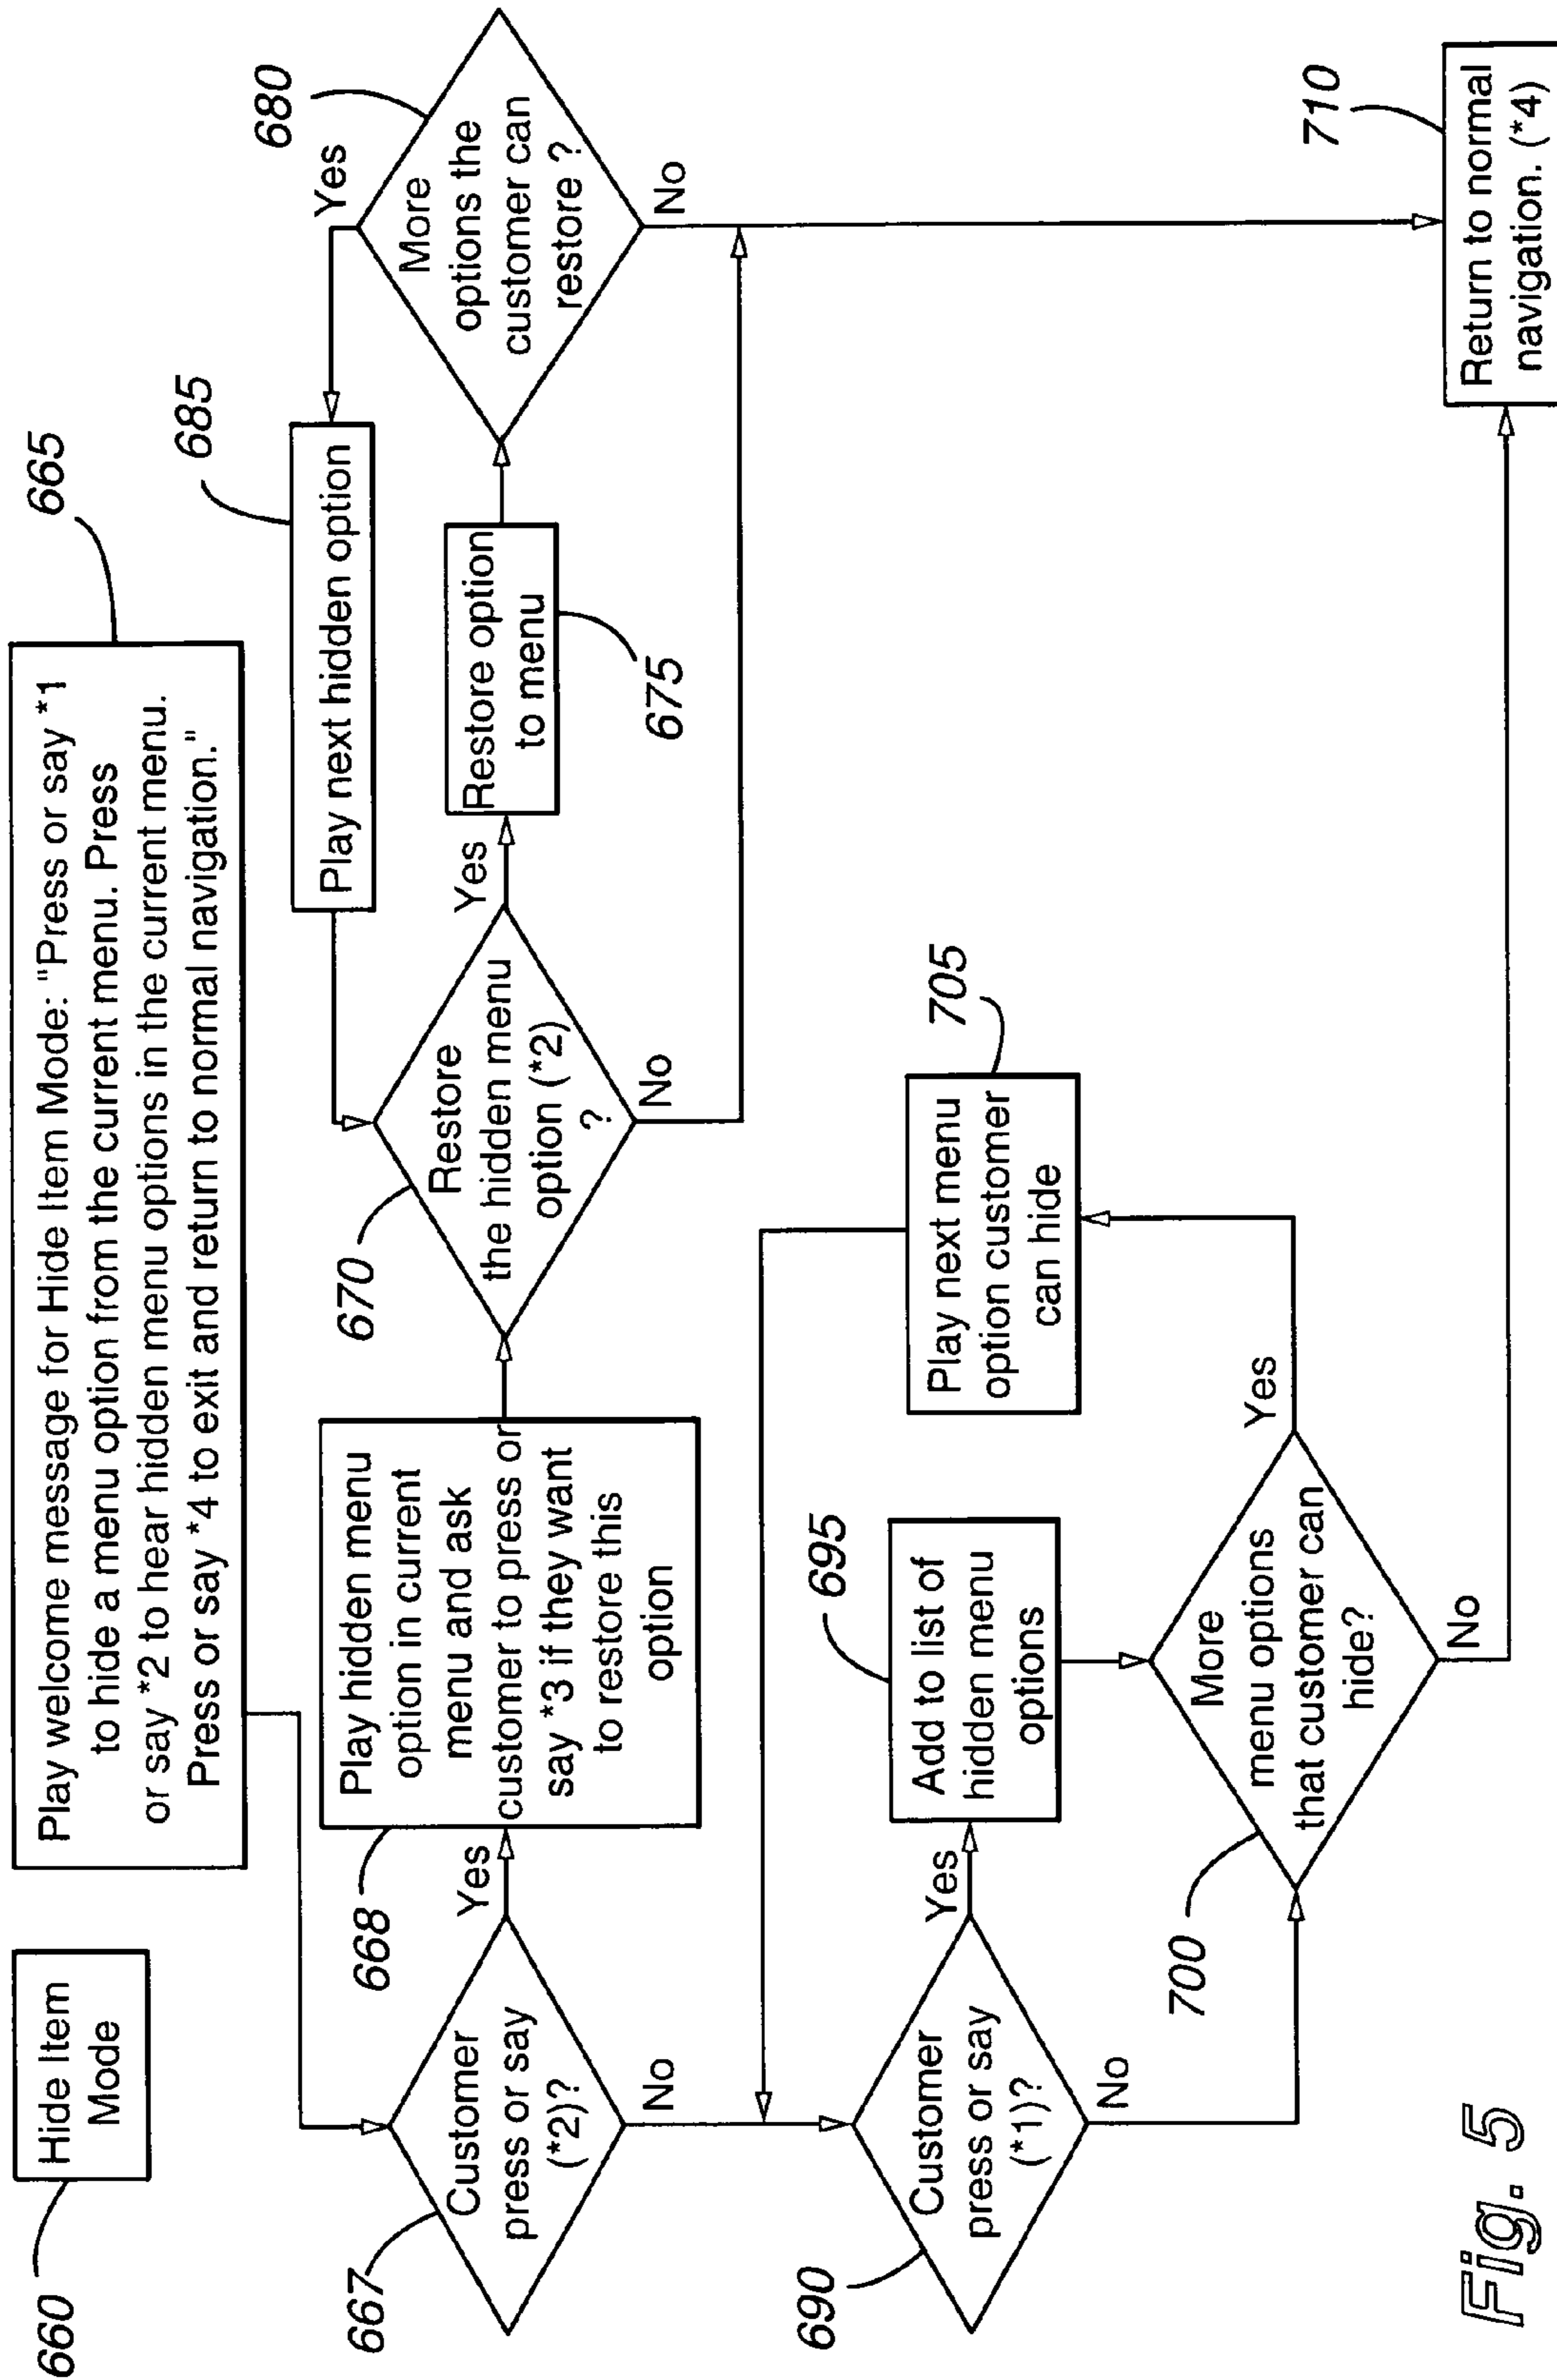 660
Hide Item
Mode
665
Play welcome message for Hide Item Mode: "Press or say *1
to hide a menu option from the current menu. Press
or say *2 to hear hidden menu options in the current menu.
Press or say *4 to exit and return to normal navigation."
667
Customer
press or say
(*2)?
Yes
No
668
Play hidden menu
option in current
menu and ask
customer to press or
say *3 if they want
to restore this
option
670
Restore
the hidden menu
option (*2)
?
Yes
No
685
Play next hidden option
Restore option
to menu
675
680
More
options the
customer can
restore ?
Yes
No
690
Customer
press or say
(*1)?
Yes
No
695
Add to list of
hidden menu
options
705
Play next menu
option customer
can hide
700
More
menu options
that customer can
hide?
Yes
No
710
Return to normal
navigation. (*4)
Fig. 5